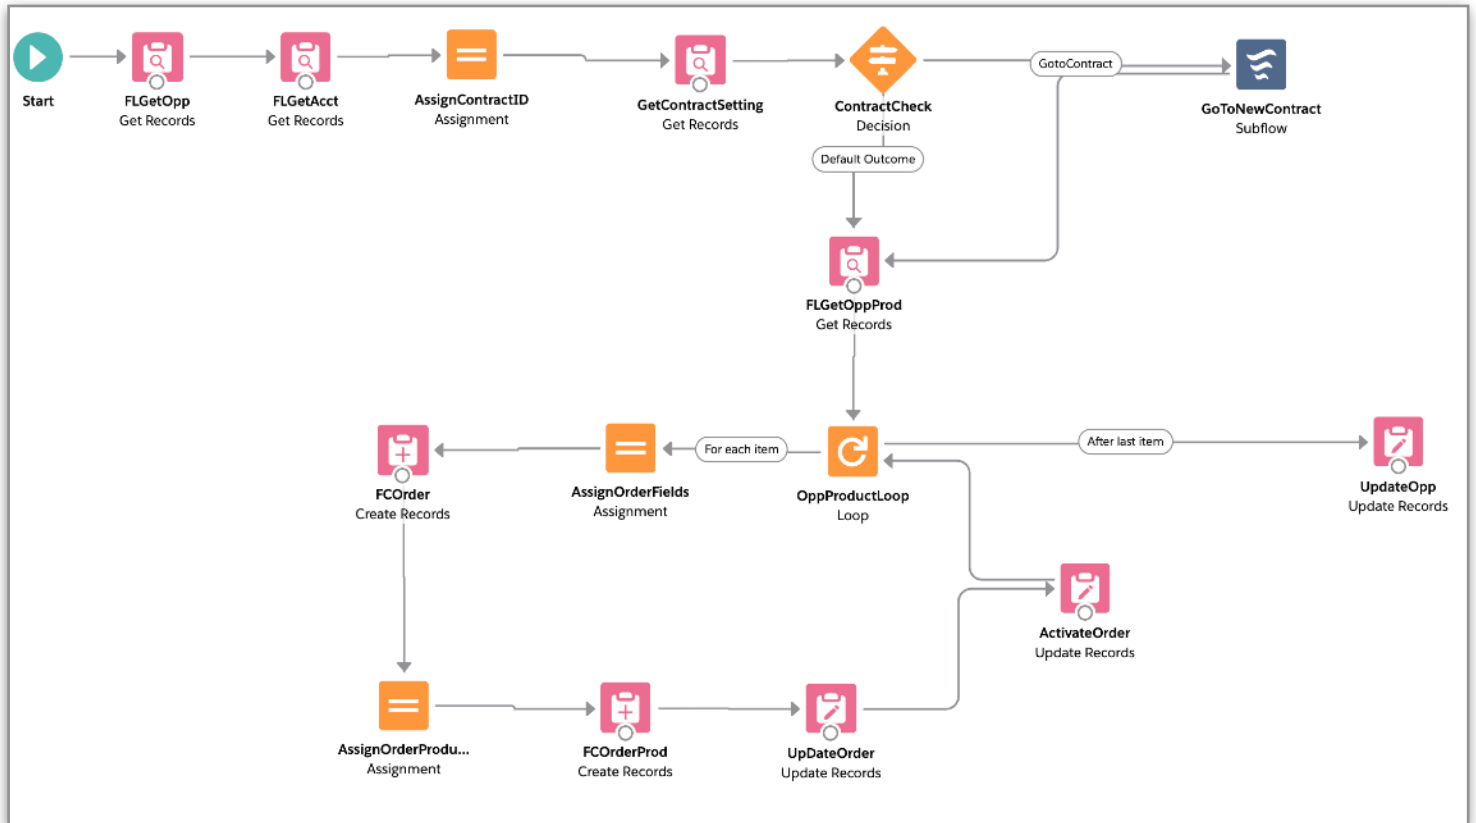 Start
FLGetOpp
Get Records
FLGetAcct
Get Records
AssignContractID
Assignment
GetContractSetting
Get Records
ContractCheck
Decision
GotoContract
GoToNewContract
Subflow
Default Outcome
FLGetOppProd
Get Records
FCOrder
Create Records
AssignOrderFields
Assignment
For each item
OppProductLoop
Loop
After last item
UpdateOpp
Update Records
ActivateOrder
Update Records
AssignOrderProdu...
Assignment
FCOrderProd
Create Records
UpDateOrder
Update Records